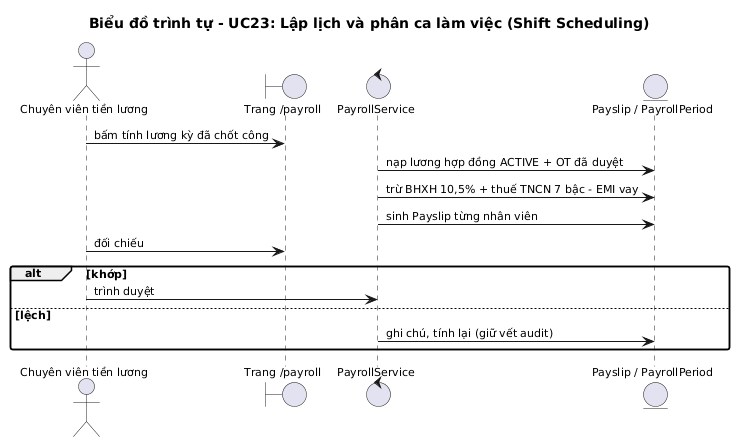 Biểu đồ trình tự - UC23: Lập lịch và phân ca làm việc (Shift Scheduling)
Chuyên viên tiền lương
Trang /payroll
PayrollService
Payslip / PayrollPeriod
bấm tính lương kỳ đã chốt công
nạp lương hợp đồng ACTIVE + OT đã duyệt
trừ BHXH 10,5% + thuế TNCN 7 bậc - EMI vay
sinh Payslip từng nhân viên
đối chiếu
alt [khớp]
trình duyệt
[lệch]
ghi chú, tính lại (giữ vết audit)
Chuyên viên tiền lương
Trang /payroll
PayrollService
Payslip / PayrollPeriod